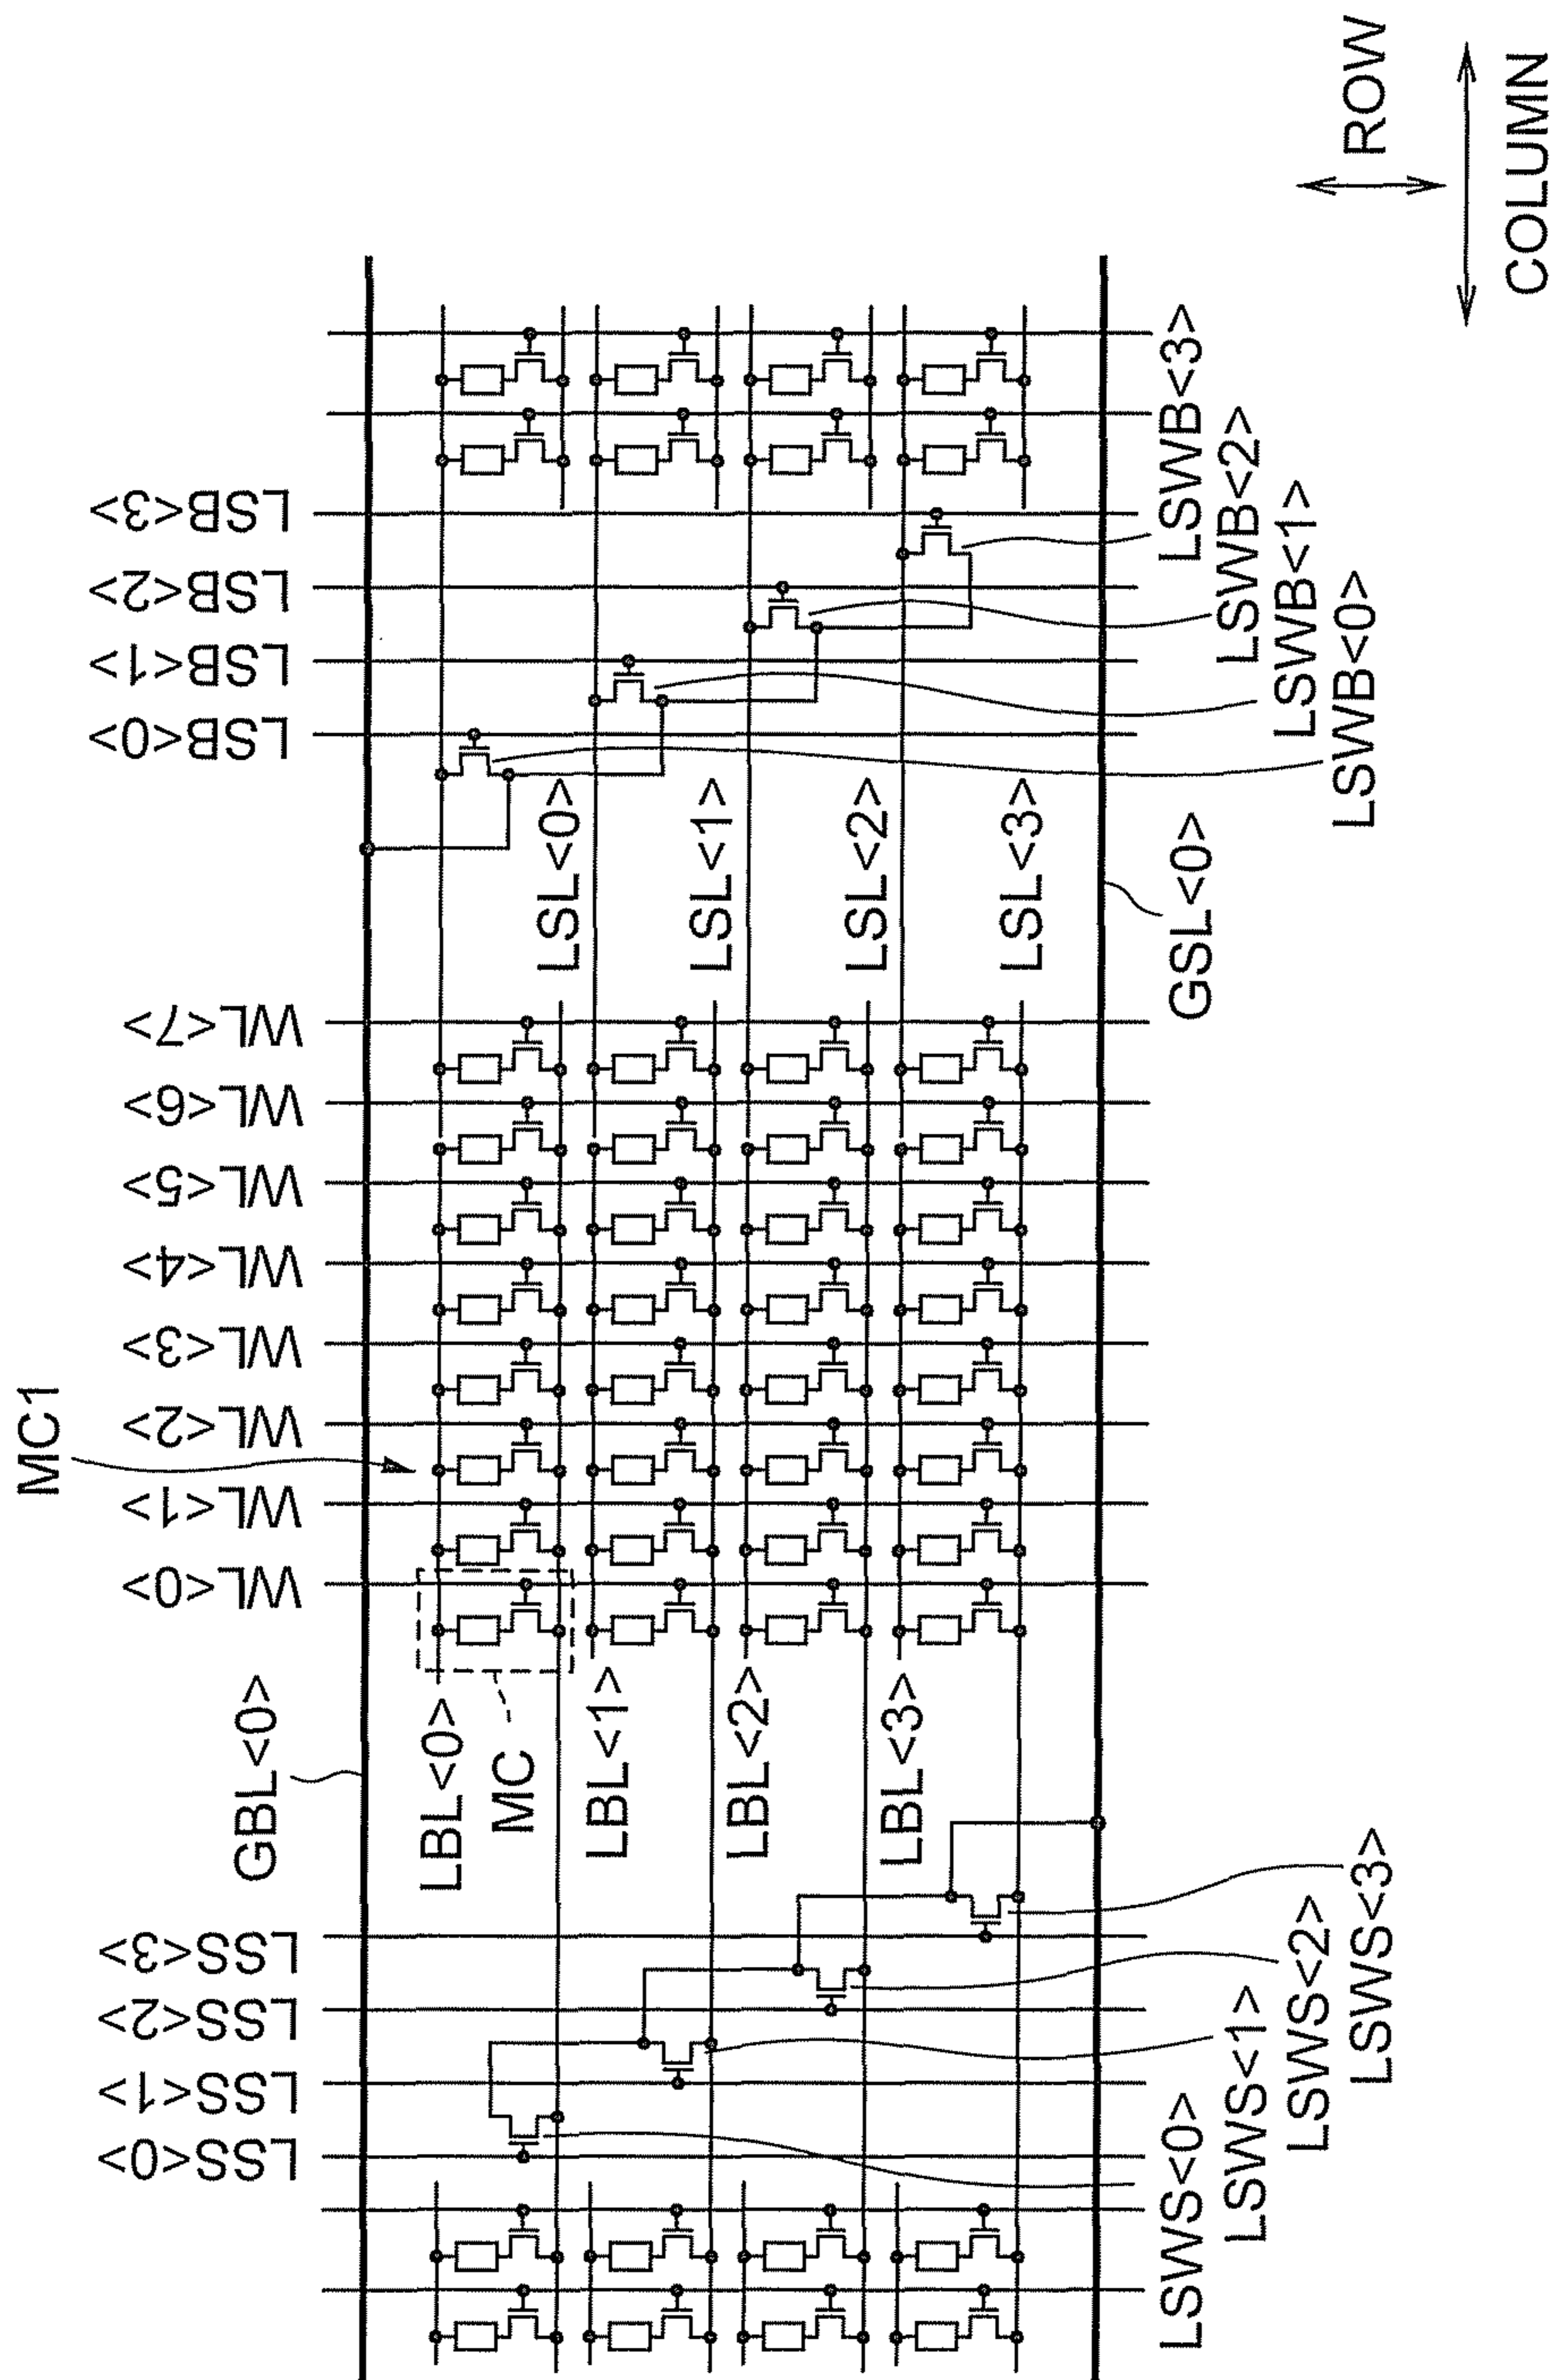 MC1
LSS<0>
LSS<1>
LSS<2>
LSS<3>
GBL<0>
WL<0>
WL<1>
WL<2>
WL<3>
WL<4>
WL<5>
WL<6>
WL<7>
LSB<0>
LSB<1>
LSB<2>
LSB<3>
LBL<0>
MC
LBL<1>
LBL<2>
LBL<3>
LSL<0>
LSL<1>
LSL<2>
LSL<3>
GSL<0>
LSWS<0>
LSWS<1>
LSWS<2>
LSWS<3>
LSWB<3>
LSWB<2>
LSWB<1>
LSWB<0>
ROW
COLUMN